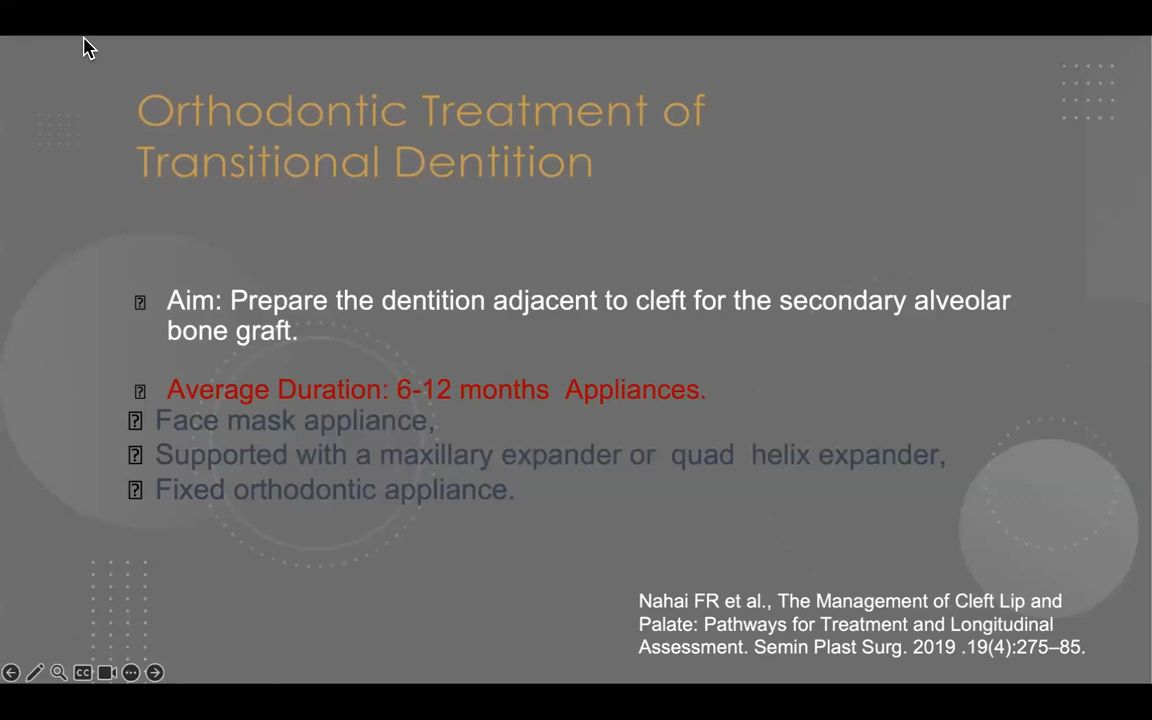 Orthodontic Treatment of
Transitional Dentition
Aim: Prepare the dentition adjacent to cleft for the secondary alveolar
bone graft.
Average Duration: 6-12 months  Appliances.
Face mask appliance,
Supported with a maxillary expander or  quad  helix expander,
Fixed orthodontic appliance.
Nahai FR et al., The Management of Cleft Lip and
Palate: Pathways for Treatment and Longitudinal
Assessment. Semin Plast Surg. 2019 .19(4):275–85.
CC